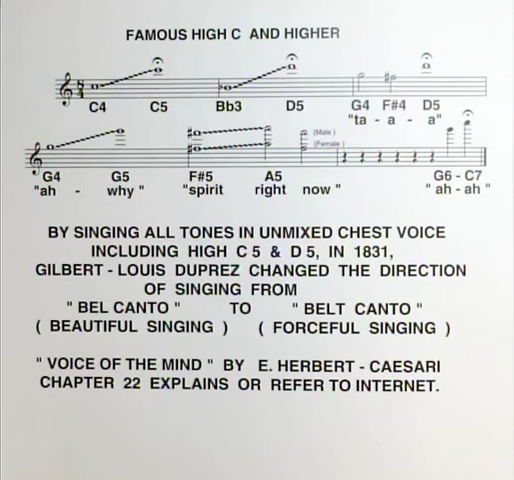 FAMOUS HIGH C AND HIGHER
C4 C5 Bb3 D5 G4 F#4 D5
"ta - a - a"
(Male)
(Female)
G4 G5 F#5 A5 G6 - C7
"ah - why " "spirit right now " " ah - ah "
BY SINGING ALL TONES IN UNMIXED CHEST VOICE
INCLUDING HIGH C 5 & D 5, IN 1831,
GILBERT - LOUIS DUPREZ CHANGED THE DIRECTION
OF SINGING FROM
" BEL CANTO " TO " BELT CANTO "
( BEAUTIFUL SINGING ) ( FORCEFUL SINGING )
" VOICE OF THE MIND " BY E. HERBERT - CAESARI
CHAPTER 22 EXPLAINS OR REFER TO INTERNET.